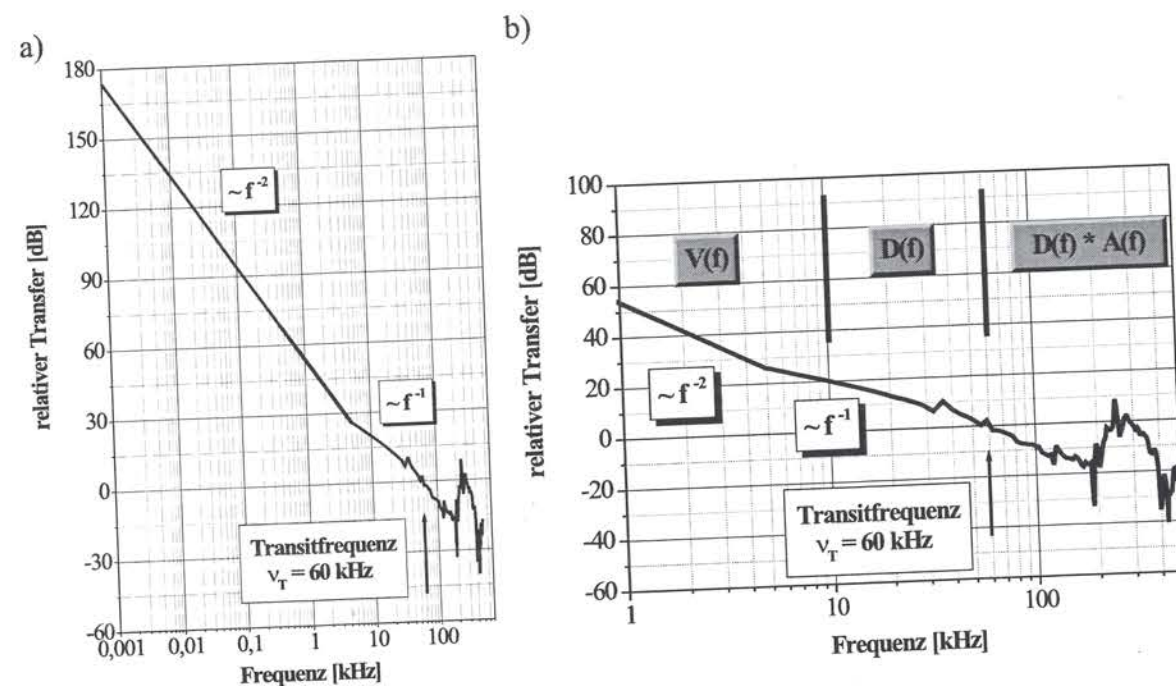 a)
180
150
120
90
60
30
0
-30
-60
relativer Transfer [dB]
~ f⁻²
~ f⁻¹
Transitfrequenz
νT = 60 kHz
0,001 0,01 0,1 1 10 100
Frequenz [kHz]
b)
100
80
60
40
20
0
-20
-40
-60
relativer Transfer [dB]
V(f)
D(f)
D(f) * A(f)
~ f⁻²
~ f⁻¹
Transitfrequenz
νT = 60 kHz
1 10 100
Frequenz [kHz]